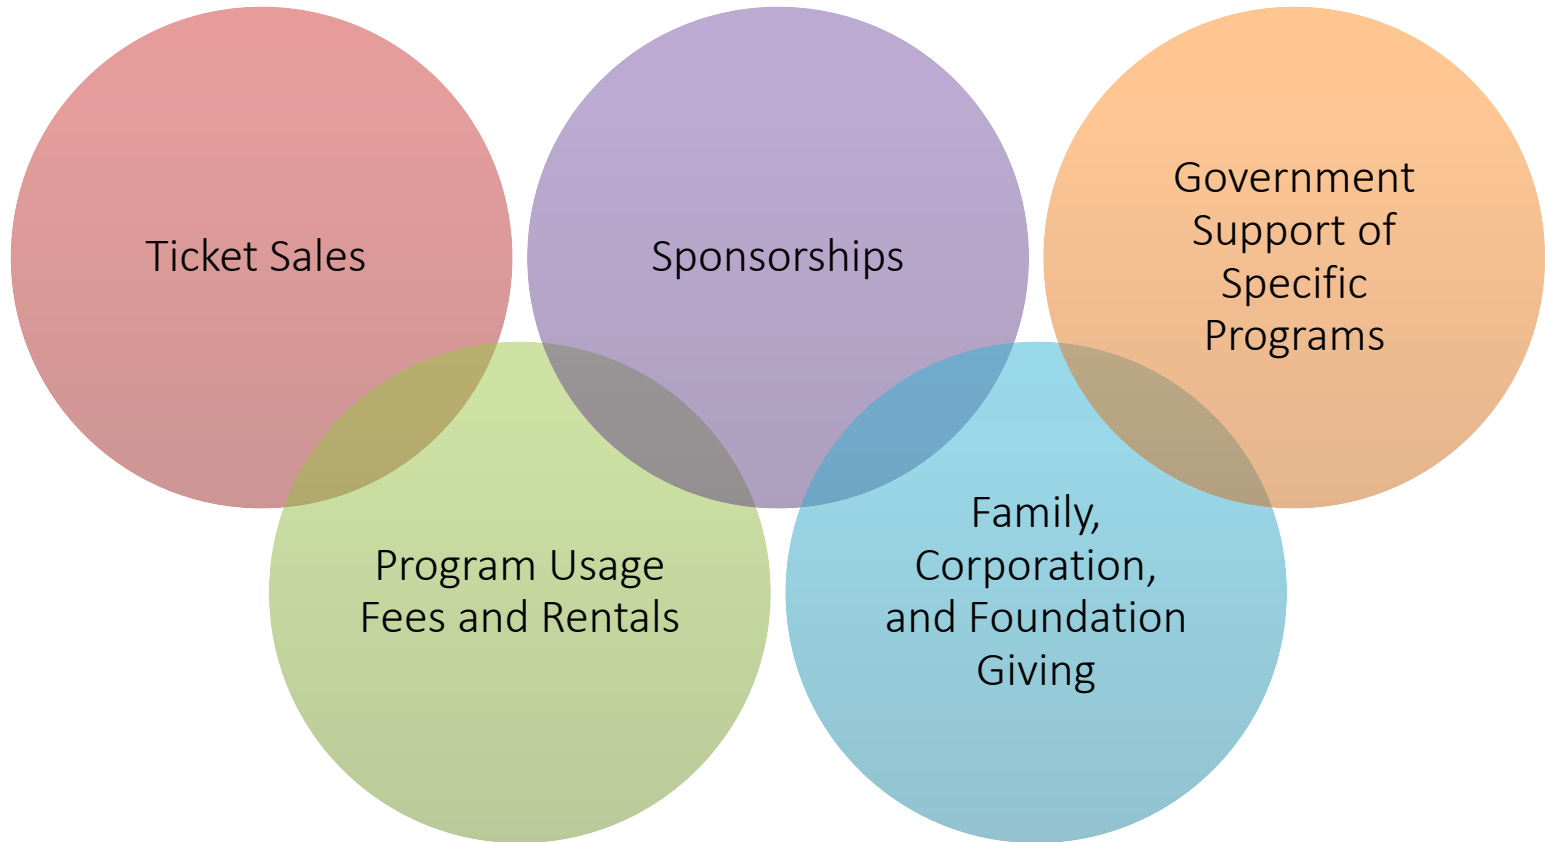 Ticket Sales
Sponsorships
Government
Support of
Specific
Programs
Program Usage
Fees and Rentals
Family,
Corporation,
and Foundation
Giving